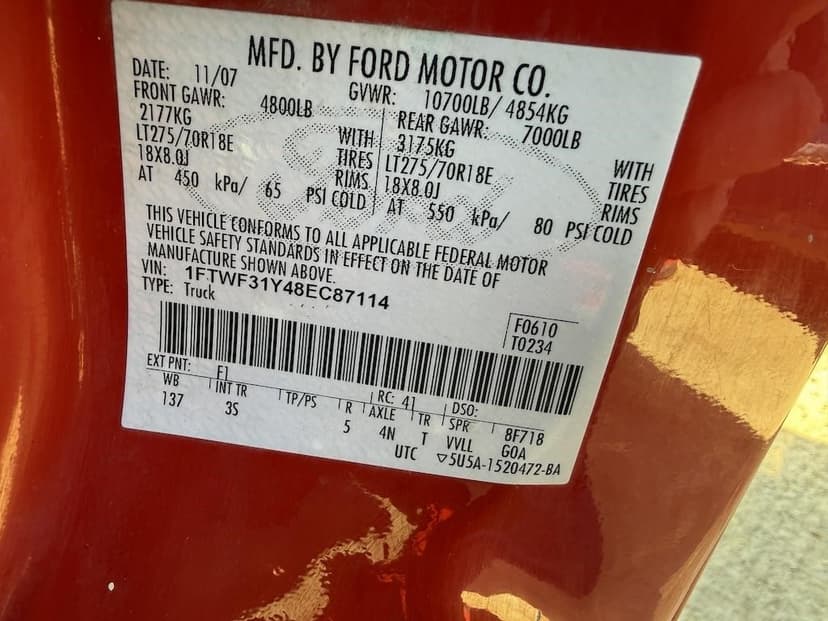 MFD. BY FORD MOTOR CO.
DATE: 11/07 GVWR: 10700LB/ 4854KG
FRONT GAWR: 4800LB REAR GAWR: 7000LB
2177KG WITH 3175KG WITH
LT275/70R18E TIRES LT275/70R18E TIRES
18X8.0J RIMS 18X8.0J RIMS
AT 450 kPa/ 65 PSI COLD AT 550 kPa/ 80 PSI COLD
THIS VEHICLE CONFORMS TO ALL APPLICABLE FEDERAL MOTOR
VEHICLE SAFETY STANDARDS IN EFFECT ON THE DATE OF
MANUFACTURE SHOWN ABOVE.
VIN: 1FTWF31Y48EC87114
TYPE: Truck
F0610
T0234
EXT PNT: F1 RC: 41 DSO:
WB INT TR TP/PS R AXLE TR SPR 8F718
137 3S 5 4N T VVLL GOA
UTC ▽5U5A-1520472-BA